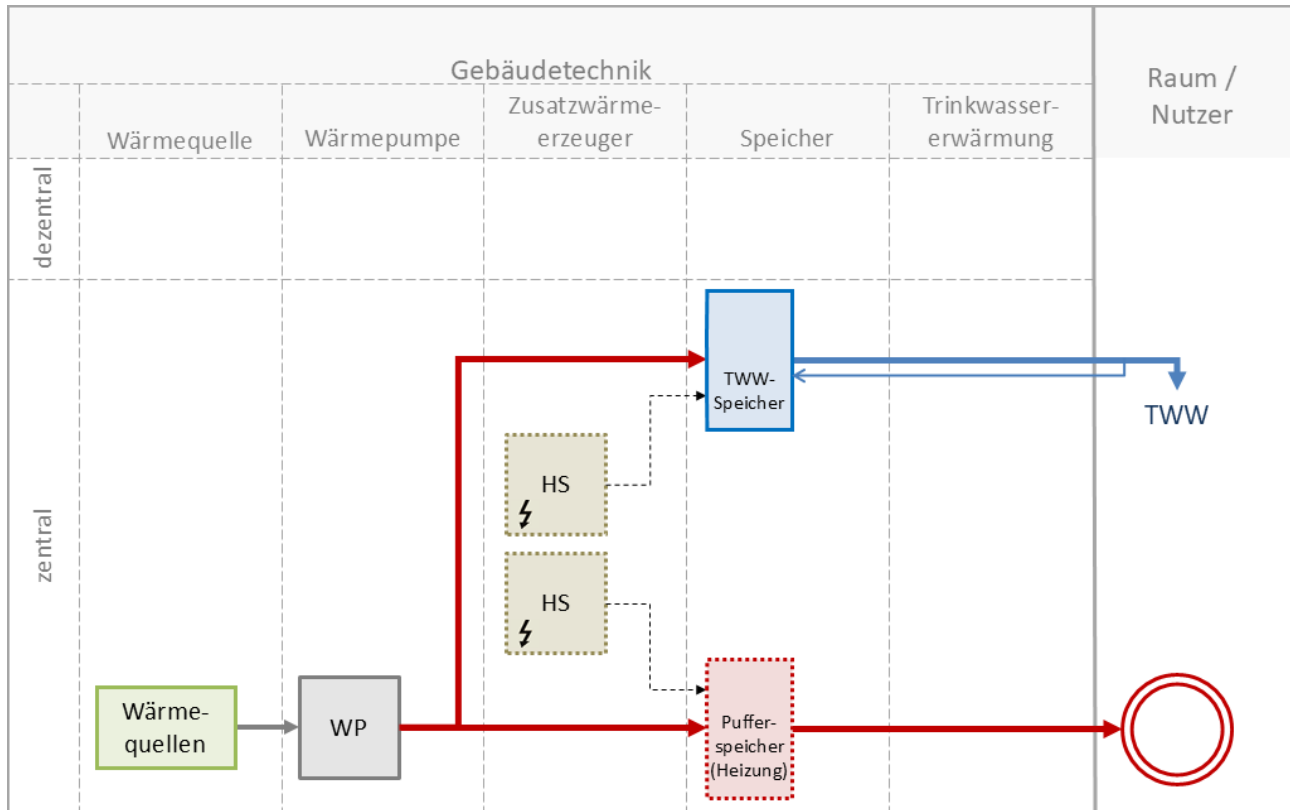 Gebäudetechnik
Raum /
Nutzer
Wärmequelle
Wärmepumpe
Zusatzwärme-
erzeuger
Speicher
Trinkwasser-
erwärmung
dezentral
zentral
TWW-
Speicher
TWW
HS
HS
Wärme-
quellen
WP
Puffer-
speicher
(Heizung)